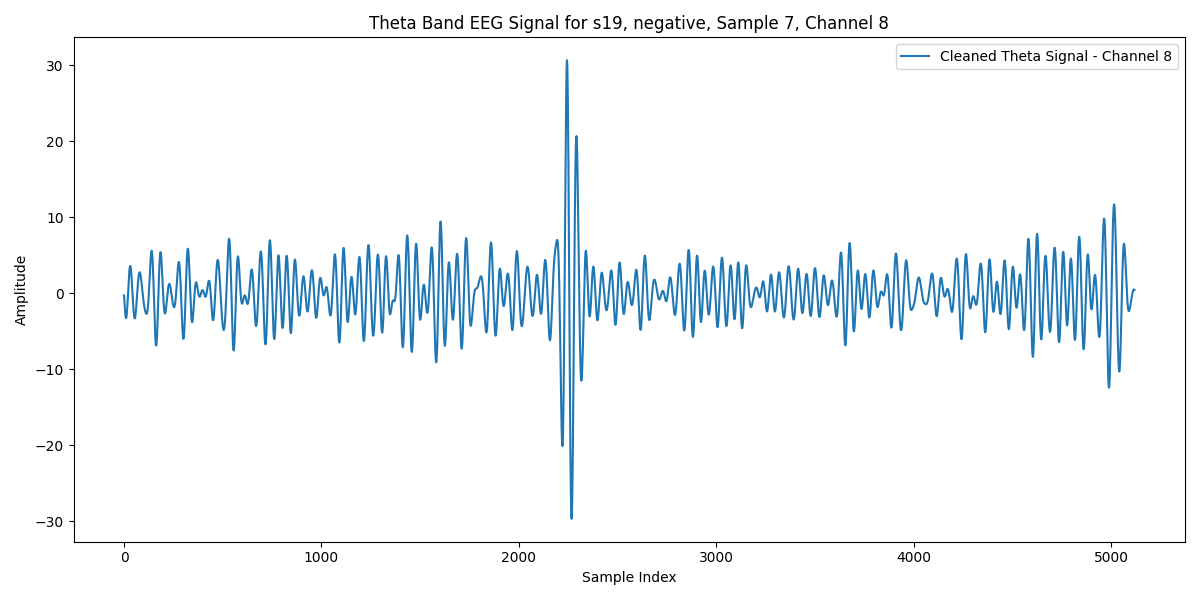 Theta Band EEG Signal for s19, negative, Sample 7, Channel 8
Cleaned Theta Signal - Channel 8
Amplitude
30
20
10
0
−10
−20
−30
0 1000 2000 3000 4000 5000
Sample Index